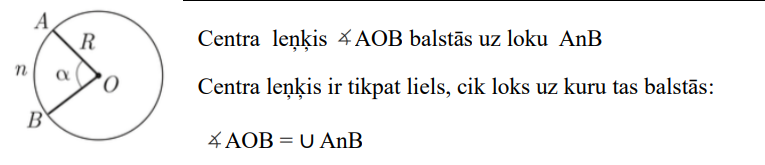 A
R
n
α
O
B
Centra leņķis ∡AOB balstās uz loku AnB
Centra leņķis ir tikpat liels, cik loks uz kuru tas balstās:
∡AOB = ∪ AnB